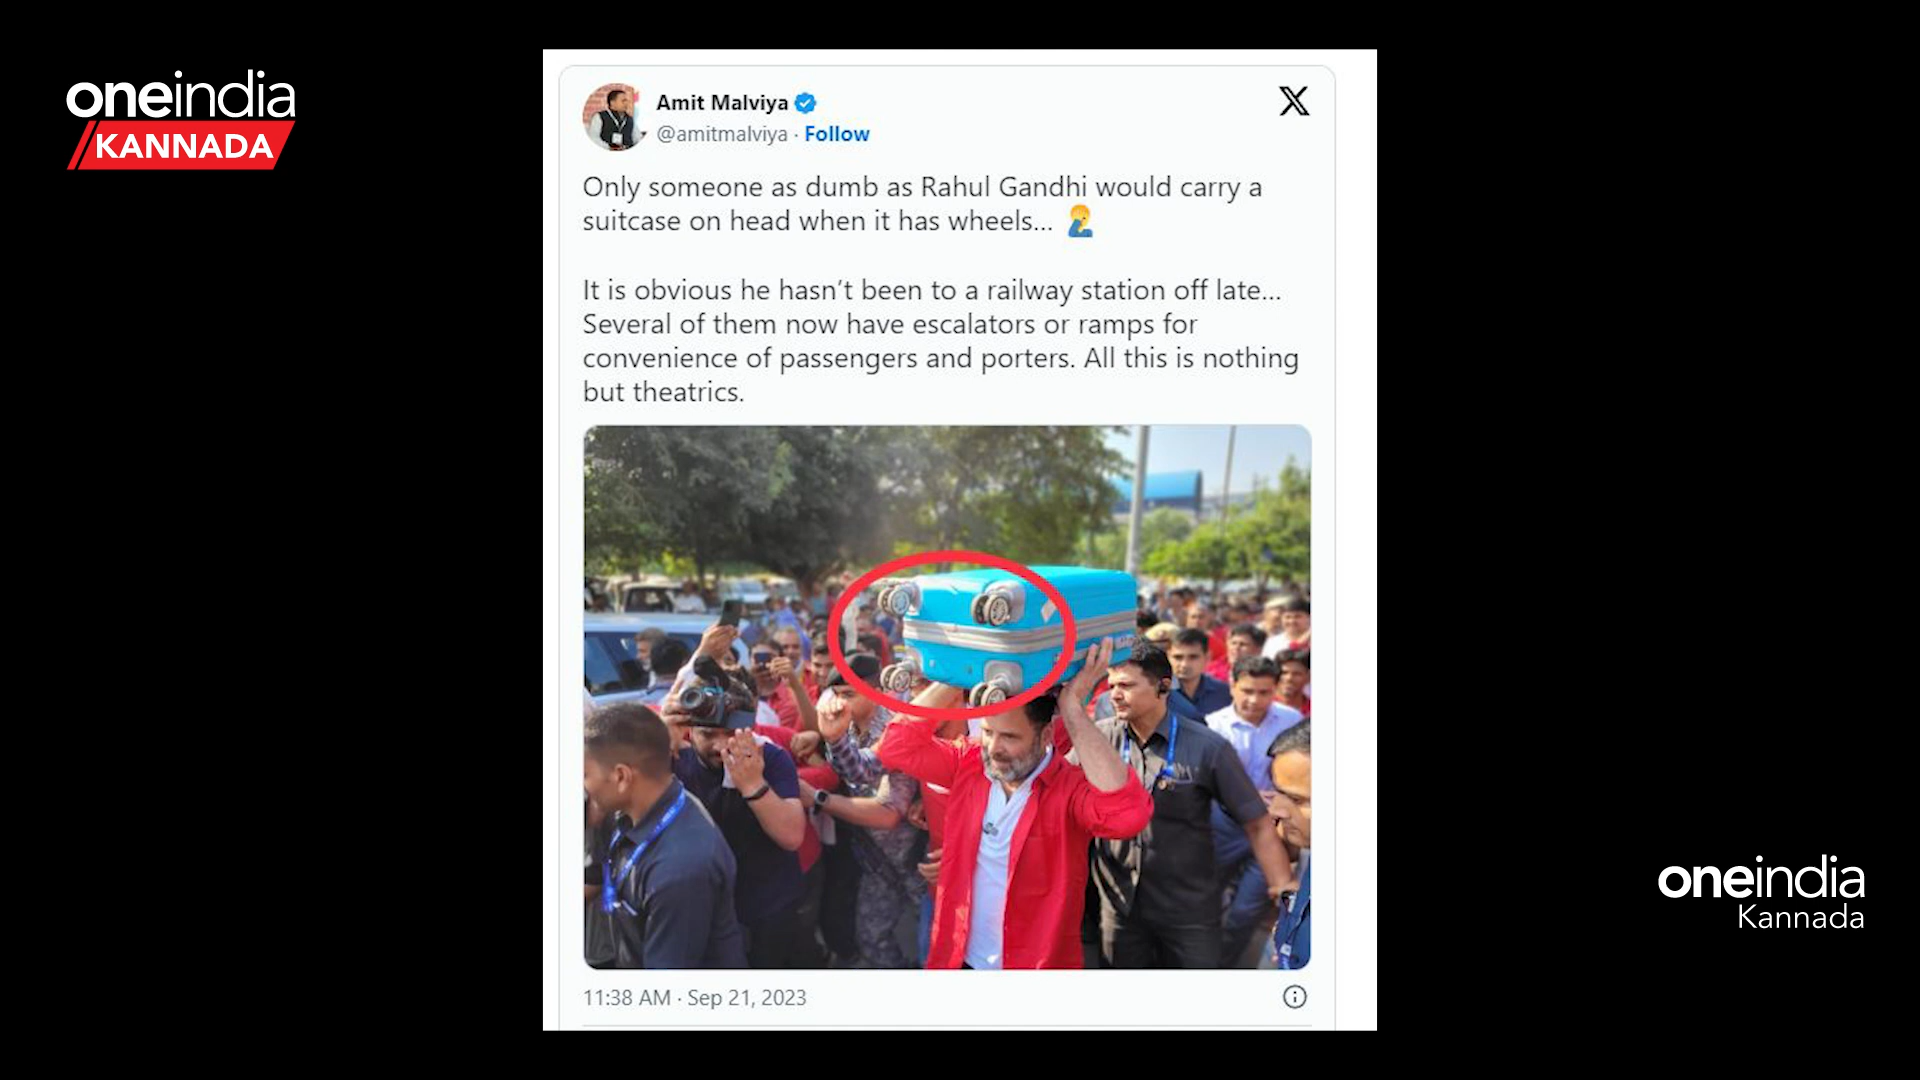 oneindia
KANNADA
Amit Malviya
@amitmalviya · Follow
Only someone as dumb as Rahul Gandhi would carry a
suitcase on head when it has wheels...
It is obvious he hasn't been to a railway station off late...
Several of them now have escalators or ramps for
convenience of passengers and porters. All this is nothing
but theatrics.
11:38 AM · Sep 21, 2023
oneindia
Kannada